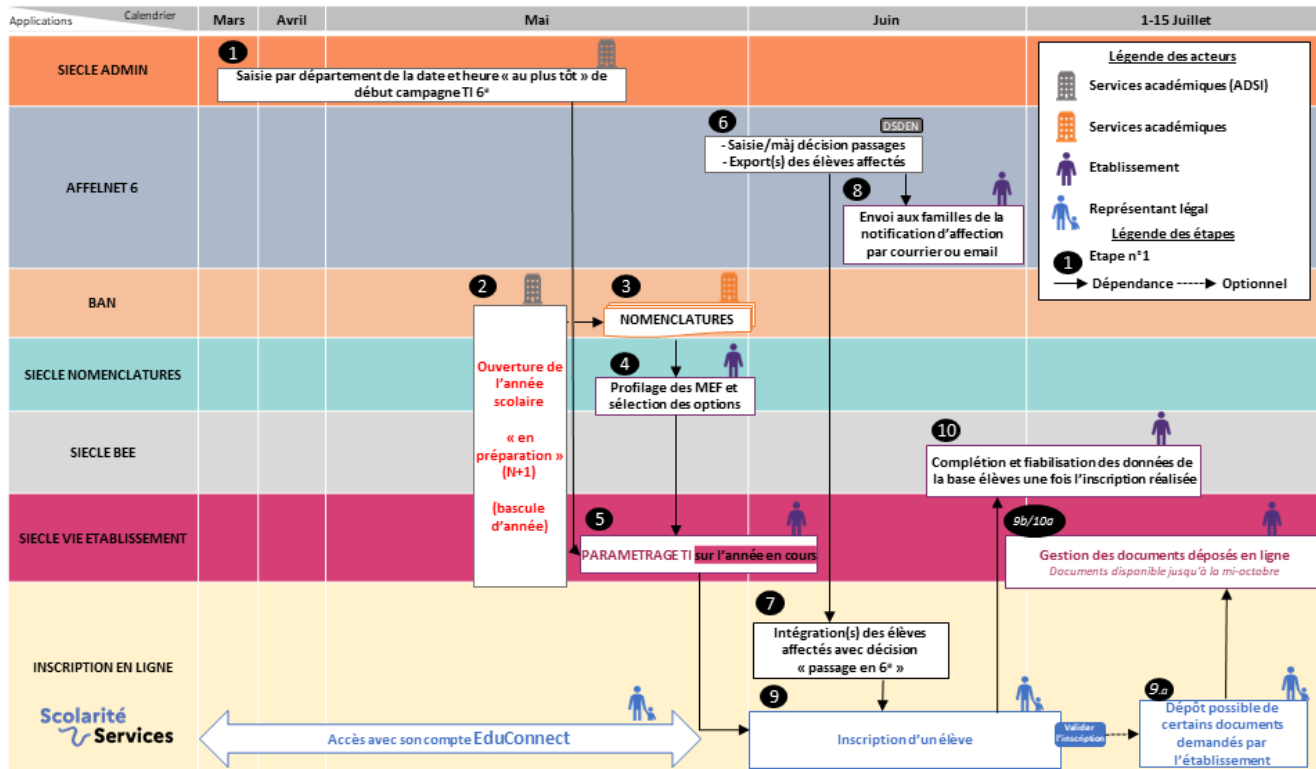 Calendrier
Applications
Mars
Avril
Mai
Juin
1-15 Juillet
SIECLE ADMIN
1
Saisie par département de la date et heure « au plus tôt » de
début campagne TI 6ᵉ
Légende des acteurs
Services académiques (ADSI)
Services académiques
Etablissement
Représentant légal
Légende des étapes
1
Etape n°1
Dépendance
Optionnel
AFFELNET 6
6
DSDEN
- Saisie/màj décision passages
- Export(s) des élèves affectés
8
Envoi aux familles de la
notification d'affection
par courrier ou email
BAN
2
3
NOMENCLATURES
Ouverture de
l'année
scolaire
« en
préparation »
(N+1)
(bascule
d'année)
SIECLE NOMENCLATURES
4
Profilage des MEF et
sélection des options
SIECLE BEE
10
Complétion et fiabilisation des données de
la base élèves une fois l'inscription réalisée
SIECLE VIE ETABLISSEMENT
5
PARAMETRAGE TI sur l'année en cours
9b/10a
Gestion des documents déposés en ligne
Documents disponible jusqu'à la mi-octobre
INSCRIPTION EN LIGNE
7
Intégration(s) des élèves
affectés avec décision
« passage en 6ᵉ »
Scolarité
Services
Accès avec son compte EduConnect
9
Inscription d'un élève
Valider
l'inscription
9.a
Dépôt possible de
certains documents
demandés par
l'établissement